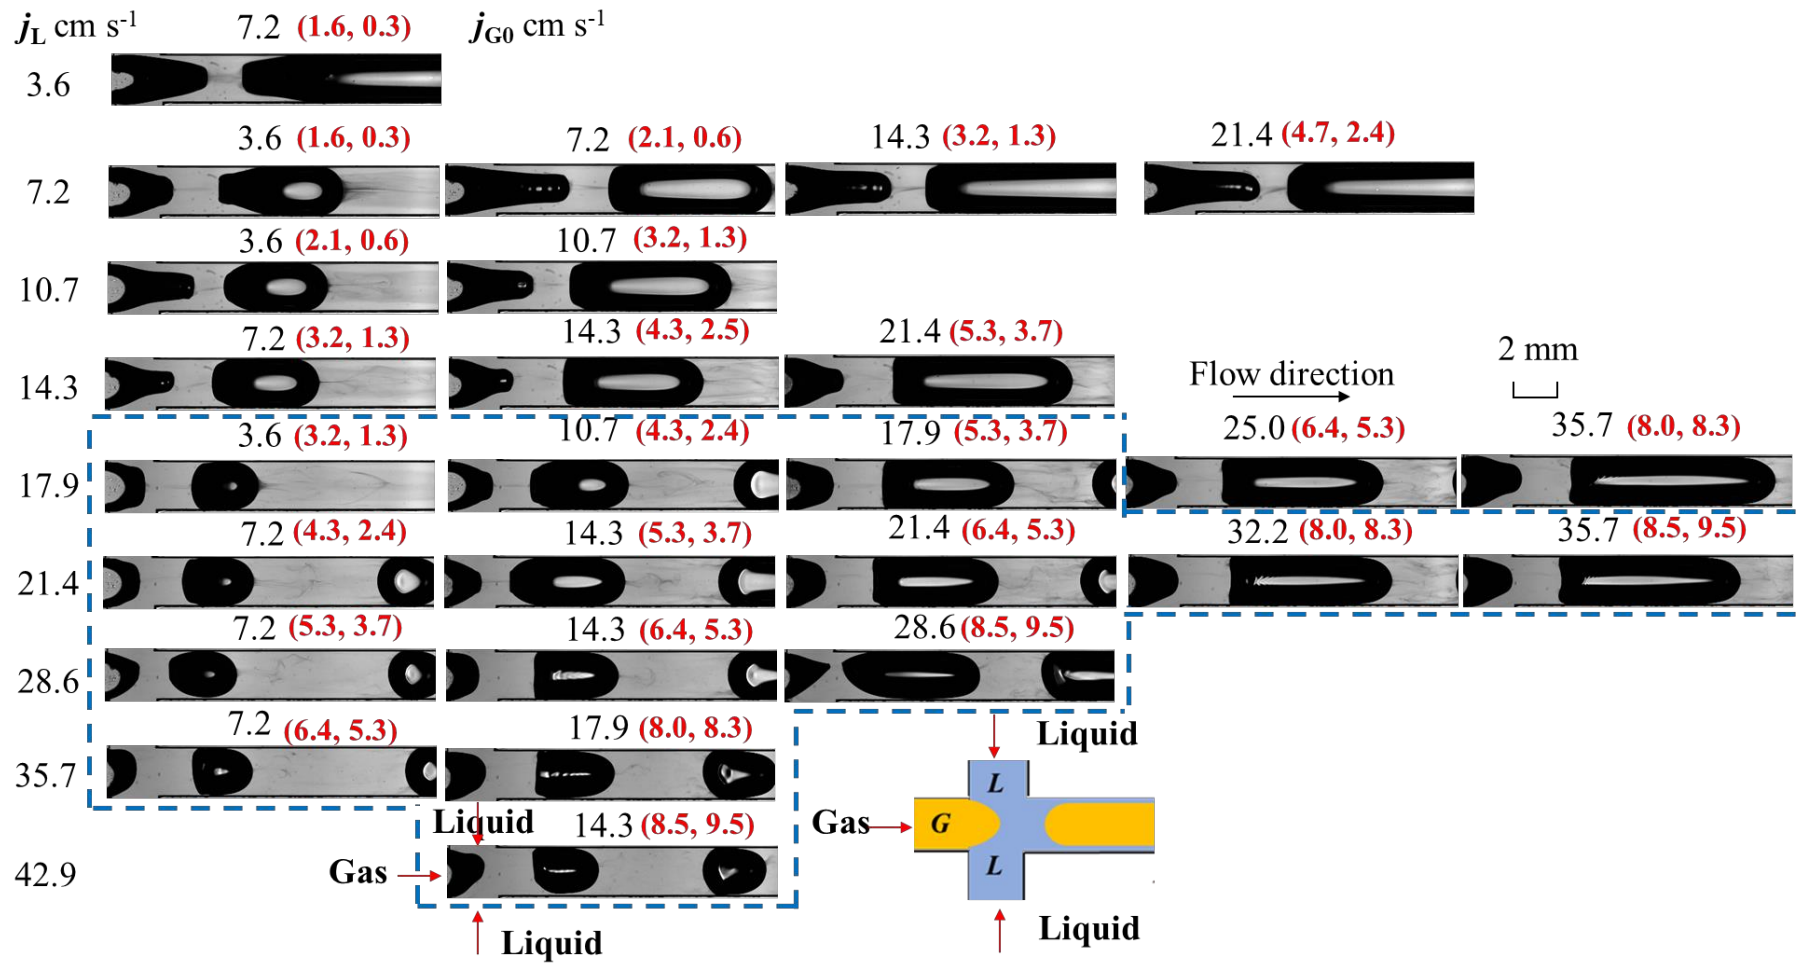 jL cm s-1 7.2 (1.6, 0.3) jG0 cm s-1
3.6
3.6 (1.6, 0.3) 7.2 (2.1, 0.6) 14.3 (3.2, 1.3) 21.4 (4.7, 2.4)
7.2
3.6 (2.1, 0.6) 10.7 (3.2, 1.3)
10.7
7.2 (3.2, 1.3) 14.3 (4.3, 2.5) 21.4 (5.3, 3.7)
14.3
Flow direction
2 mm
3.6 (3.2, 1.3) 10.7 (4.3, 2.4) 17.9 (5.3, 3.7) 25.0 (6.4, 5.3) 35.7 (8.0, 8.3)
17.9
7.2 (4.3, 2.4) 14.3 (5.3, 3.7) 21.4 (6.4, 5.3) 32.2 (8.0, 8.3) 35.7 (8.5, 9.5)
21.4
7.2 (5.3, 3.7) 14.3 (6.4, 5.3) 28.6 (8.5, 9.5)
28.6
7.2 (6.4, 5.3) 17.9 (8.0, 8.3)
35.7
Liquid 14.3 (8.5, 9.5)
42.9
Gas
Liquid
Liquid
L
Gas
G
L
Liquid